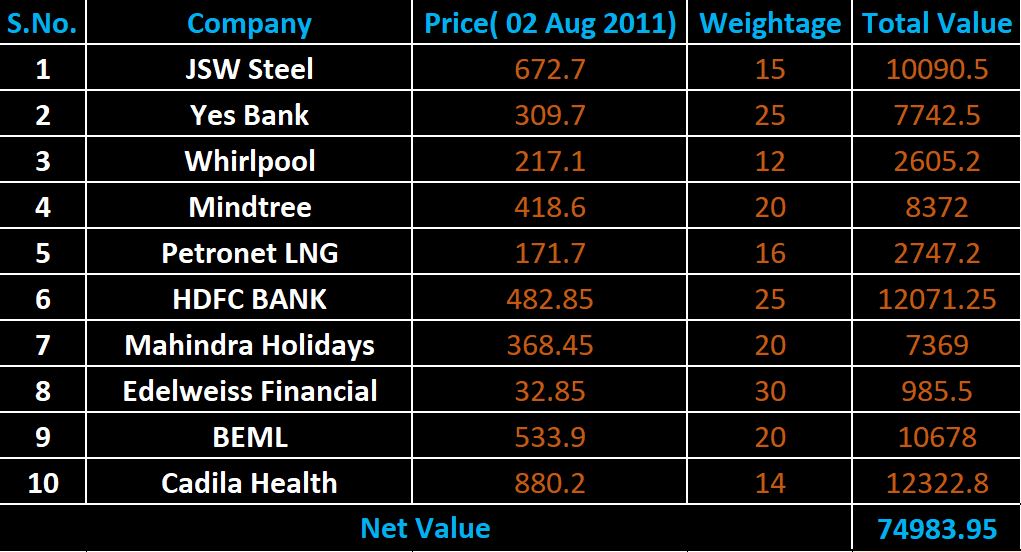 S.No. Company Price( 02 Aug 2011) Weightage Total Value
1 JSW Steel 672.7 15 10090.5
2 Yes Bank 309.7 25 7742.5
3 Whirlpool 217.1 12 2605.2
4 Mindtree 418.6 20 8372
5 Petronet LNG 171.7 16 2747.2
6 HDFC BANK 482.85 25 12071.25
7 Mahindra Holidays 368.45 20 7369
8 Edelweiss Financial 32.85 30 985.5
9 BEML 533.9 20 10678
10 Cadila Health 880.2 14 12322.8
Net Value 74983.95